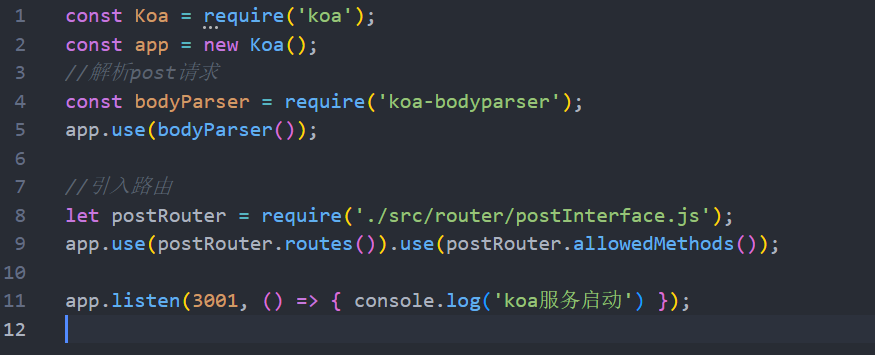 1 const Koa = require('koa');
2 const app = new Koa();
3 //解析post请求
4 const bodyParser = require('koa-bodyparser');
5 app.use(bodyParser());
6
7 //引入路由
8 let postRouter = require('./src/router/postInterface.js');
9 app.use(postRouter.routes()).use(postRouter.allowedMethods());
10
11 app.listen(3001, () => { console.log('koa服务启动') });
12